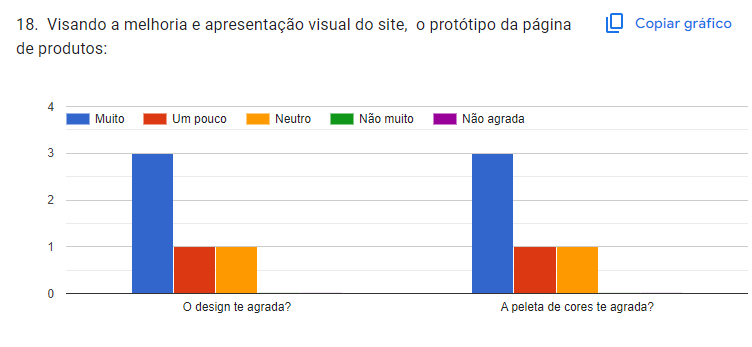 18.  Visando a melhoria e apresentação visual do site,  o protótipo da página
de produtos:
Copiar gráfico
4
Muito Um pouco Neutro Não muito Não agrada
3
2
1
0
O design te agrada? A peleta de cores te agrada?